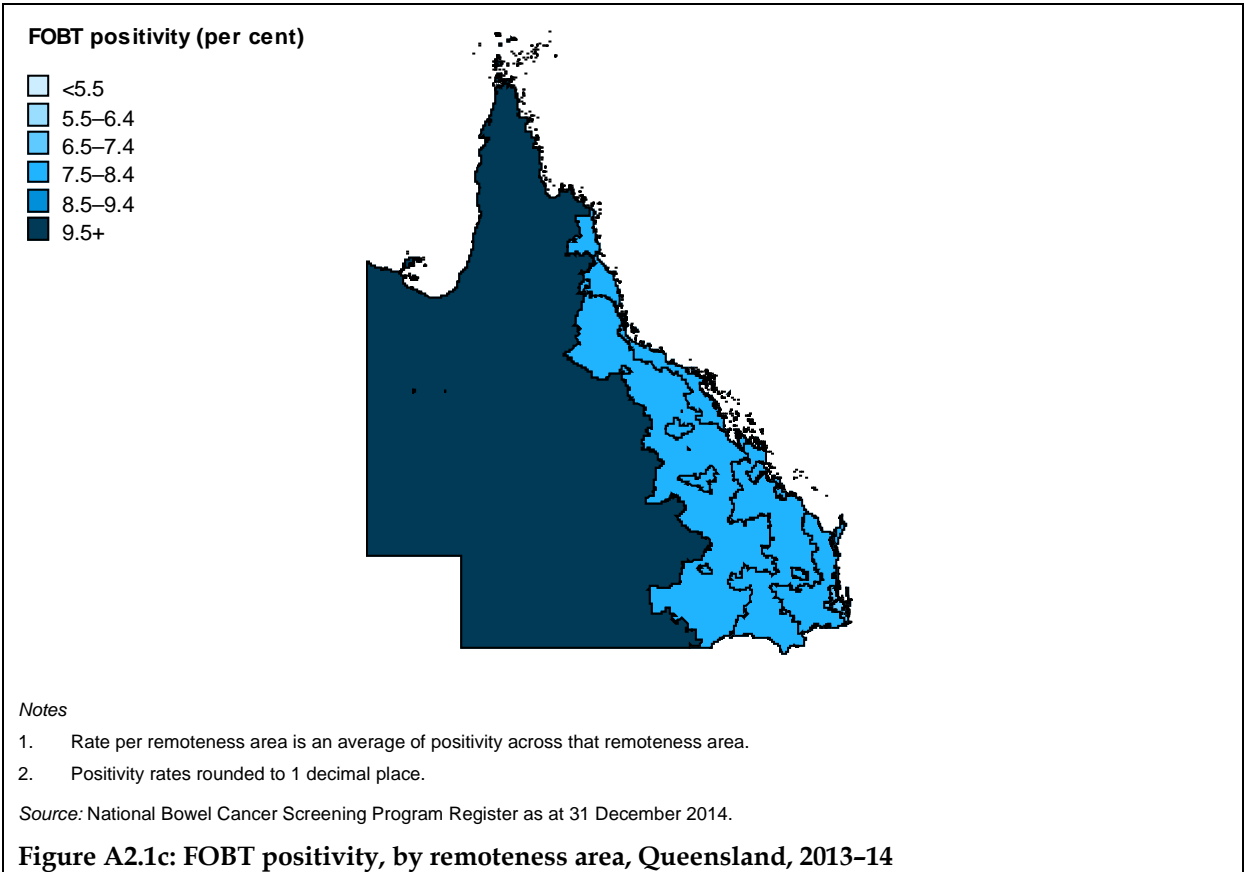 FOBT positivity (per cent)
<5.5
5.5–6.4
6.5–7.4
7.5–8.4
8.5–9.4
9.5+
Notes
1. Rate per remoteness area is an average of positivity across that remoteness area.
2. Positivity rates rounded to 1 decimal place.
Source: National Bowel Cancer Screening Program Register as at 31 December 2014.
Figure A2.1c: FOBT positivity, by remoteness area, Queensland, 2013–14